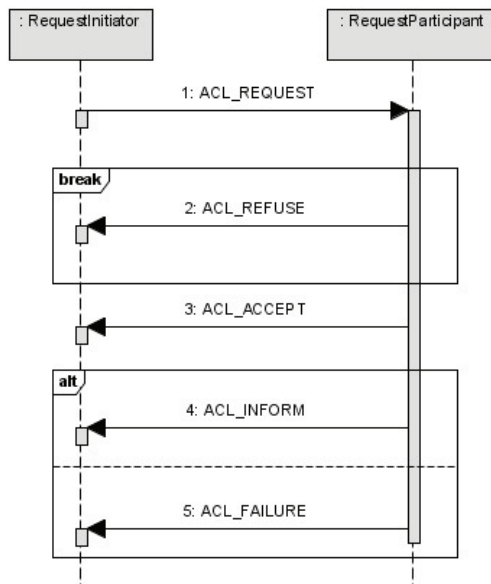 : RequestInitiator
: RequestParticipant
1: ACL_REQUEST
break
2: ACL_REFUSE
3: ACL_ACCEPT
alt
4: ACL_INFORM
5: ACL_FAILURE